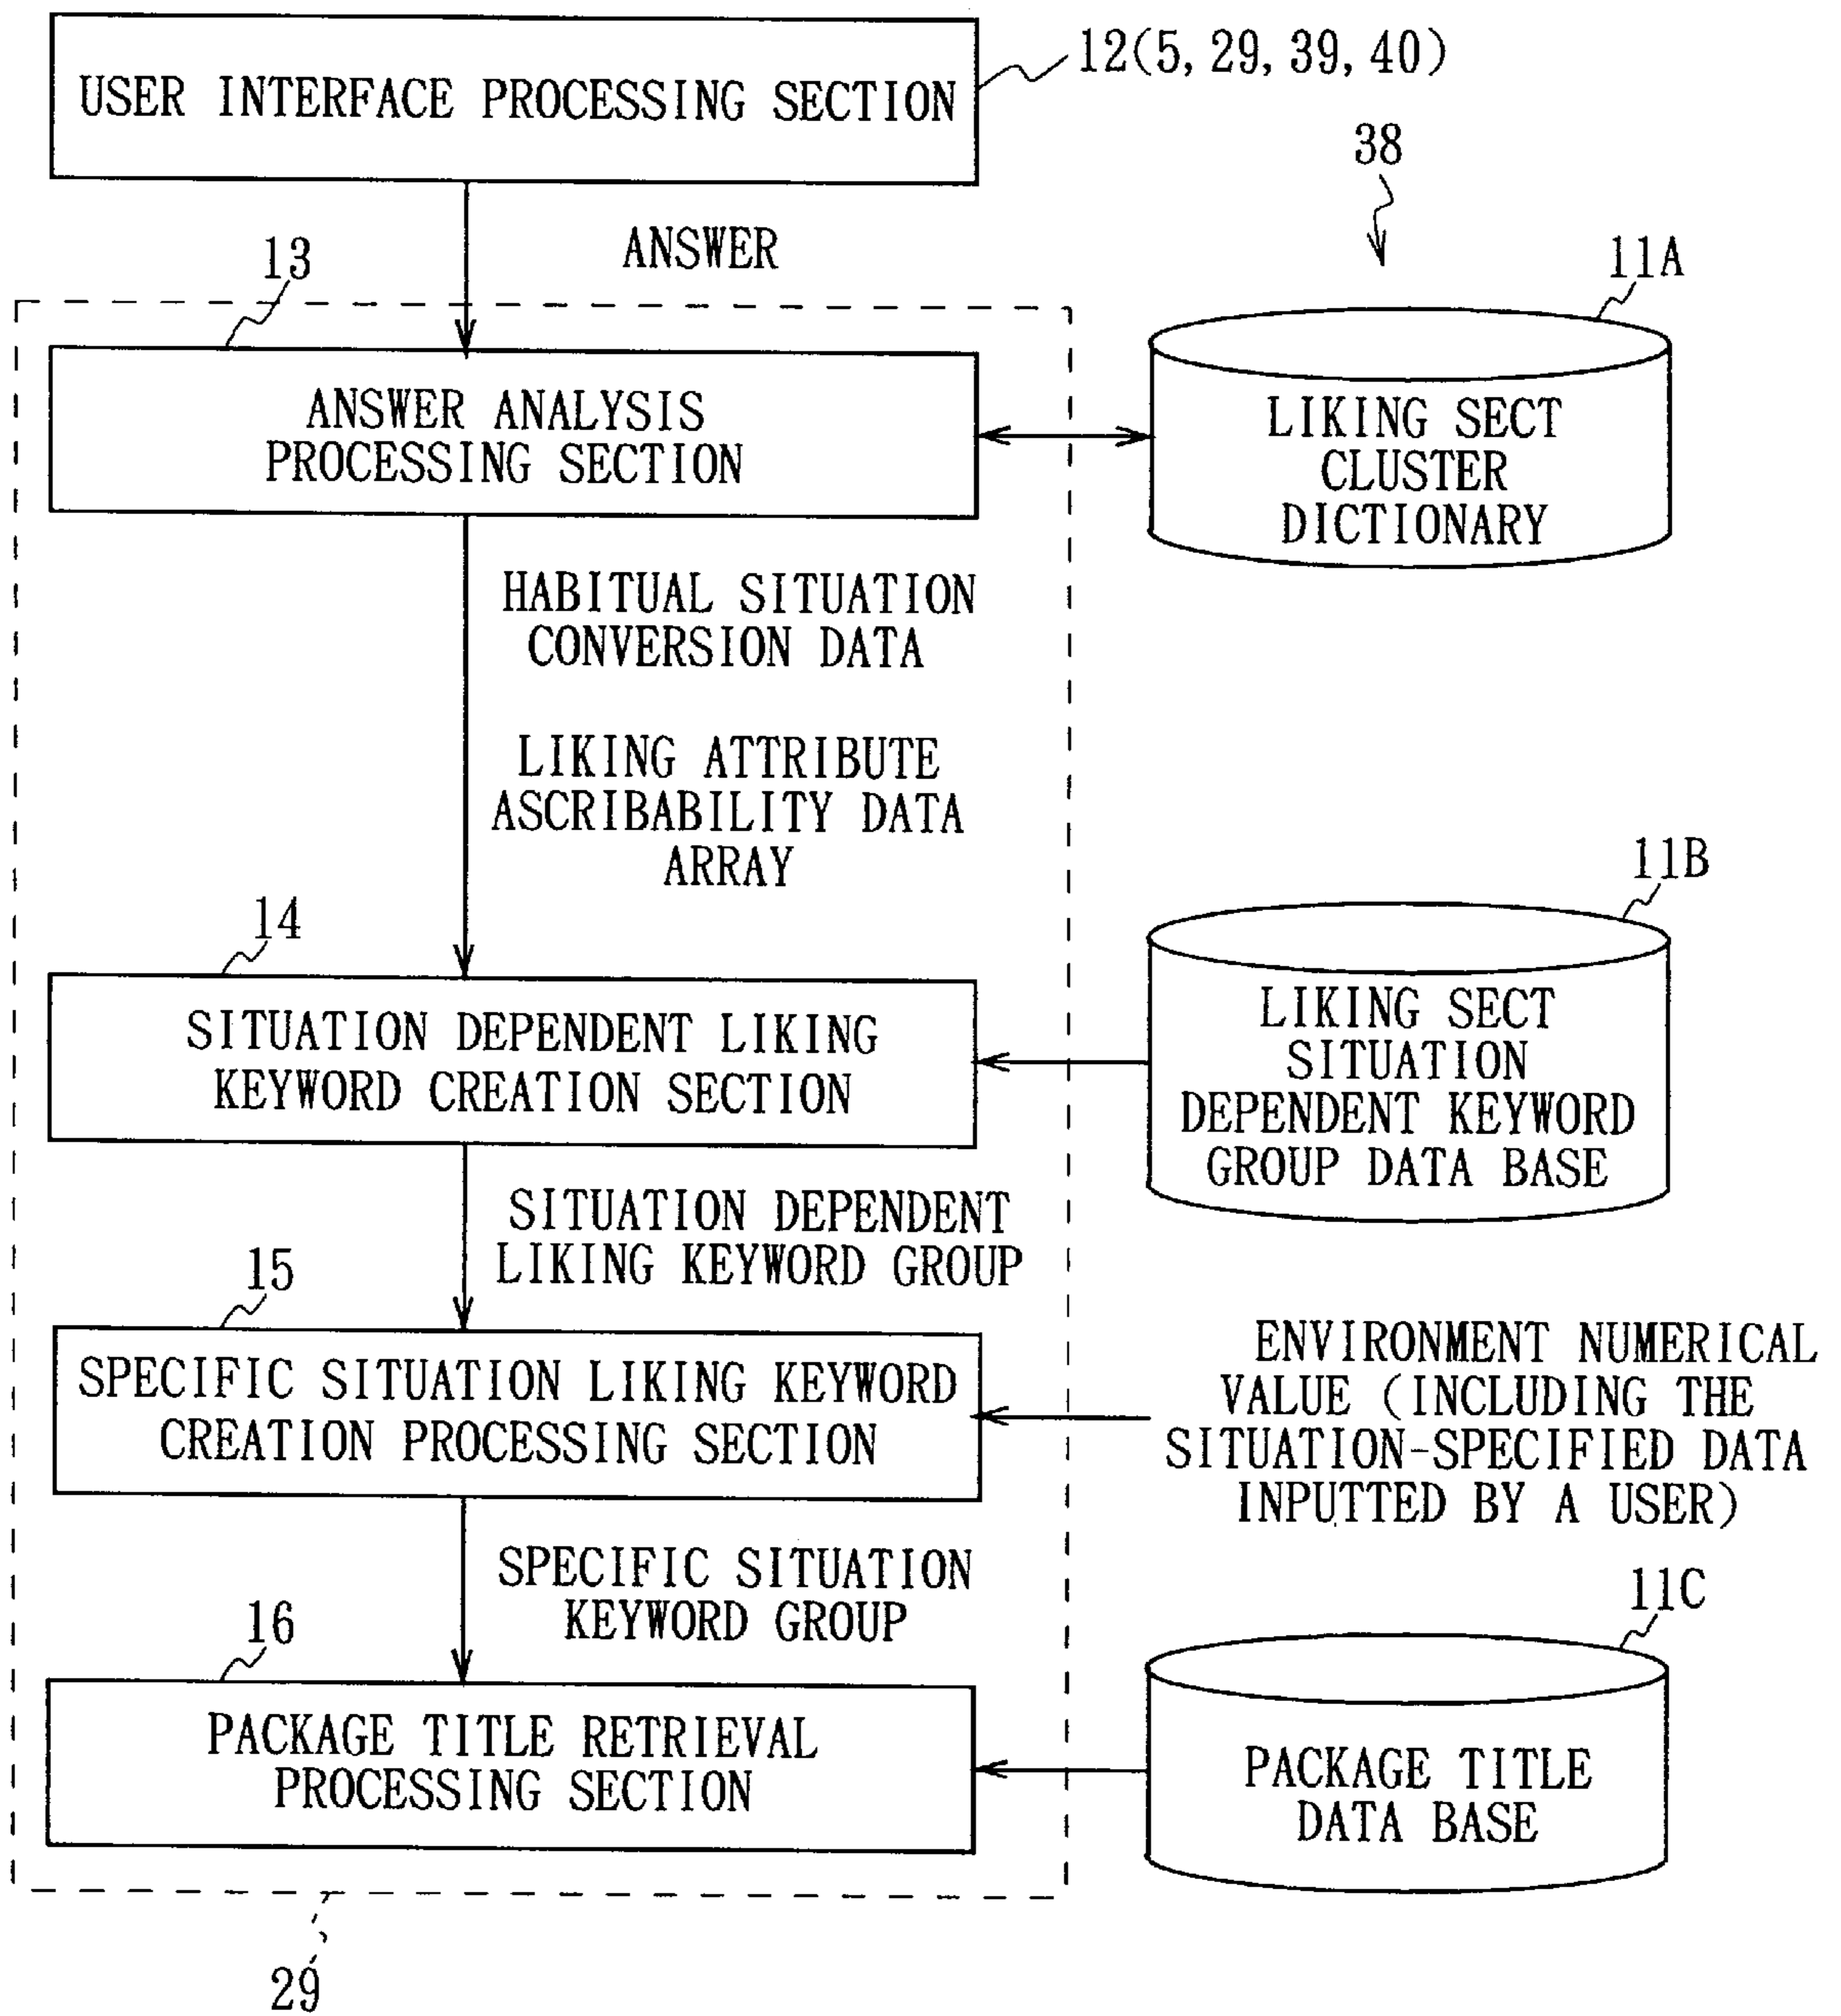 USER INTERFACE PROCESSING SECTION
12(5, 29, 39, 40)
38
ANSWER
13
11A
ANSWER ANALYSIS
PROCESSING SECTION
LIKING SECT
CLUSTER
DICTIONARY
HABITUAL SITUATION
CONVERSION DATA
LIKING ATTRIBUTE
ASCRIBABILITY DATA
ARRAY
14
11B
SITUATION DEPENDENT LIKING
KEYWORD CREATION SECTION
LIKING SECT
SITUATION
DEPENDENT KEYWORD
GROUP DATA BASE
SITUATION DEPENDENT
LIKING KEYWORD GROUP
15
SPECIFIC SITUATION LIKING KEYWORD
CREATION PROCESSING SECTION
ENVIRONMENT NUMERICAL
VALUE (INCLUDING THE
SITUATION-SPECIFIED DATA
INPUTTED BY A USER)
SPECIFIC SITUATION
KEYWORD GROUP
16
11C
PACKAGE TITLE RETRIEVAL
PROCESSING SECTION
PACKAGE TITLE
DATA BASE
29